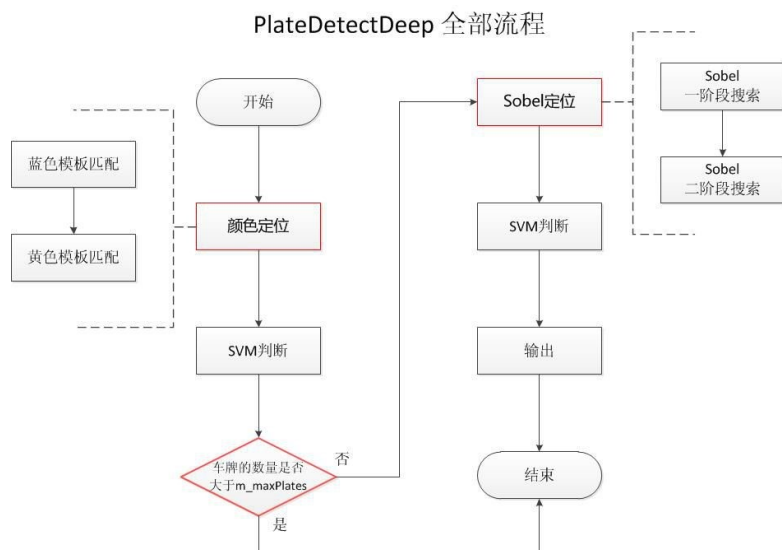 PlateDetectDeep 全部流程
开始
蓝色模板匹配
黄色模板匹配
颜色定位
SVM判断
车牌的数量是否
大于m_maxPlates
否
是
Sobel定位
Sobel
一阶段搜索
Sobel
二阶段搜索
SVM判断
输出
结束